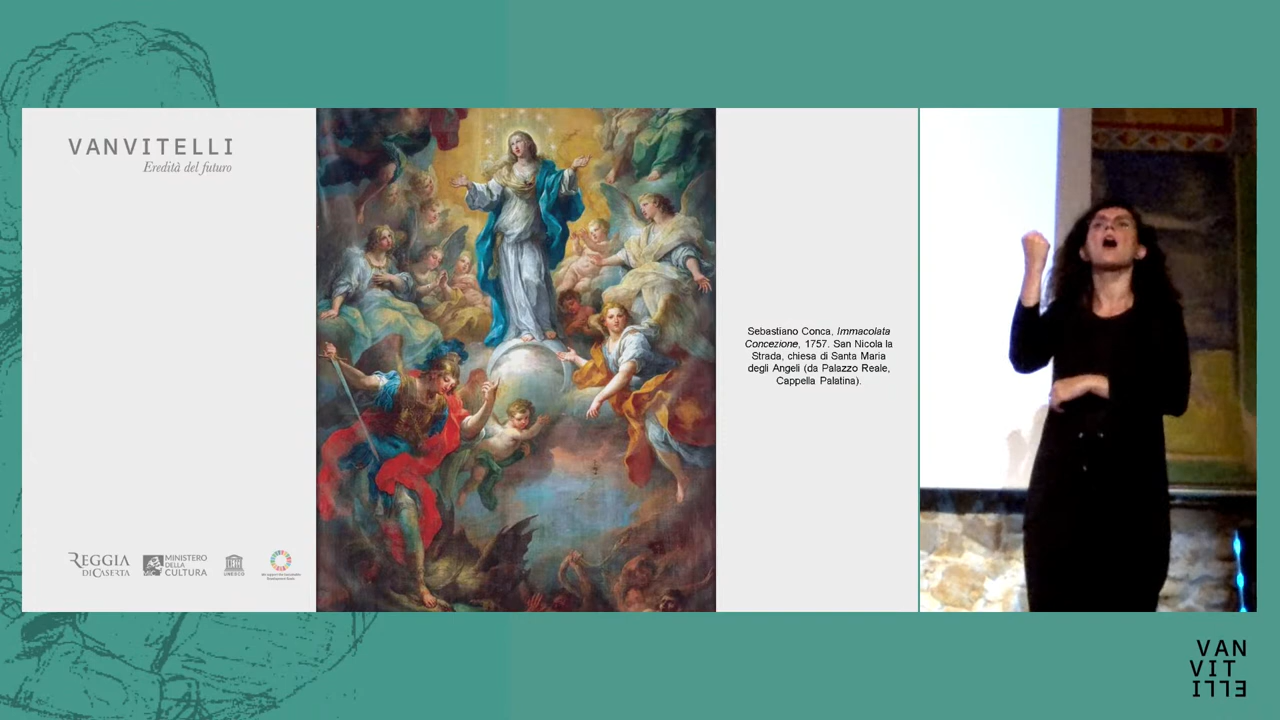 VANVITELLI
Eredità del futuro
Sebastiano Conca, Immacolata
Concezione, 1757. San Nicola la
Strada, chiesa di Santa Maria
degli Angeli (da Palazzo Reale,
Cappella Palatina).
REGGIA
DI CASERTA
MINISTERO
DELLA
CULTURA
UNESCO
VAN
VIT
ELLI